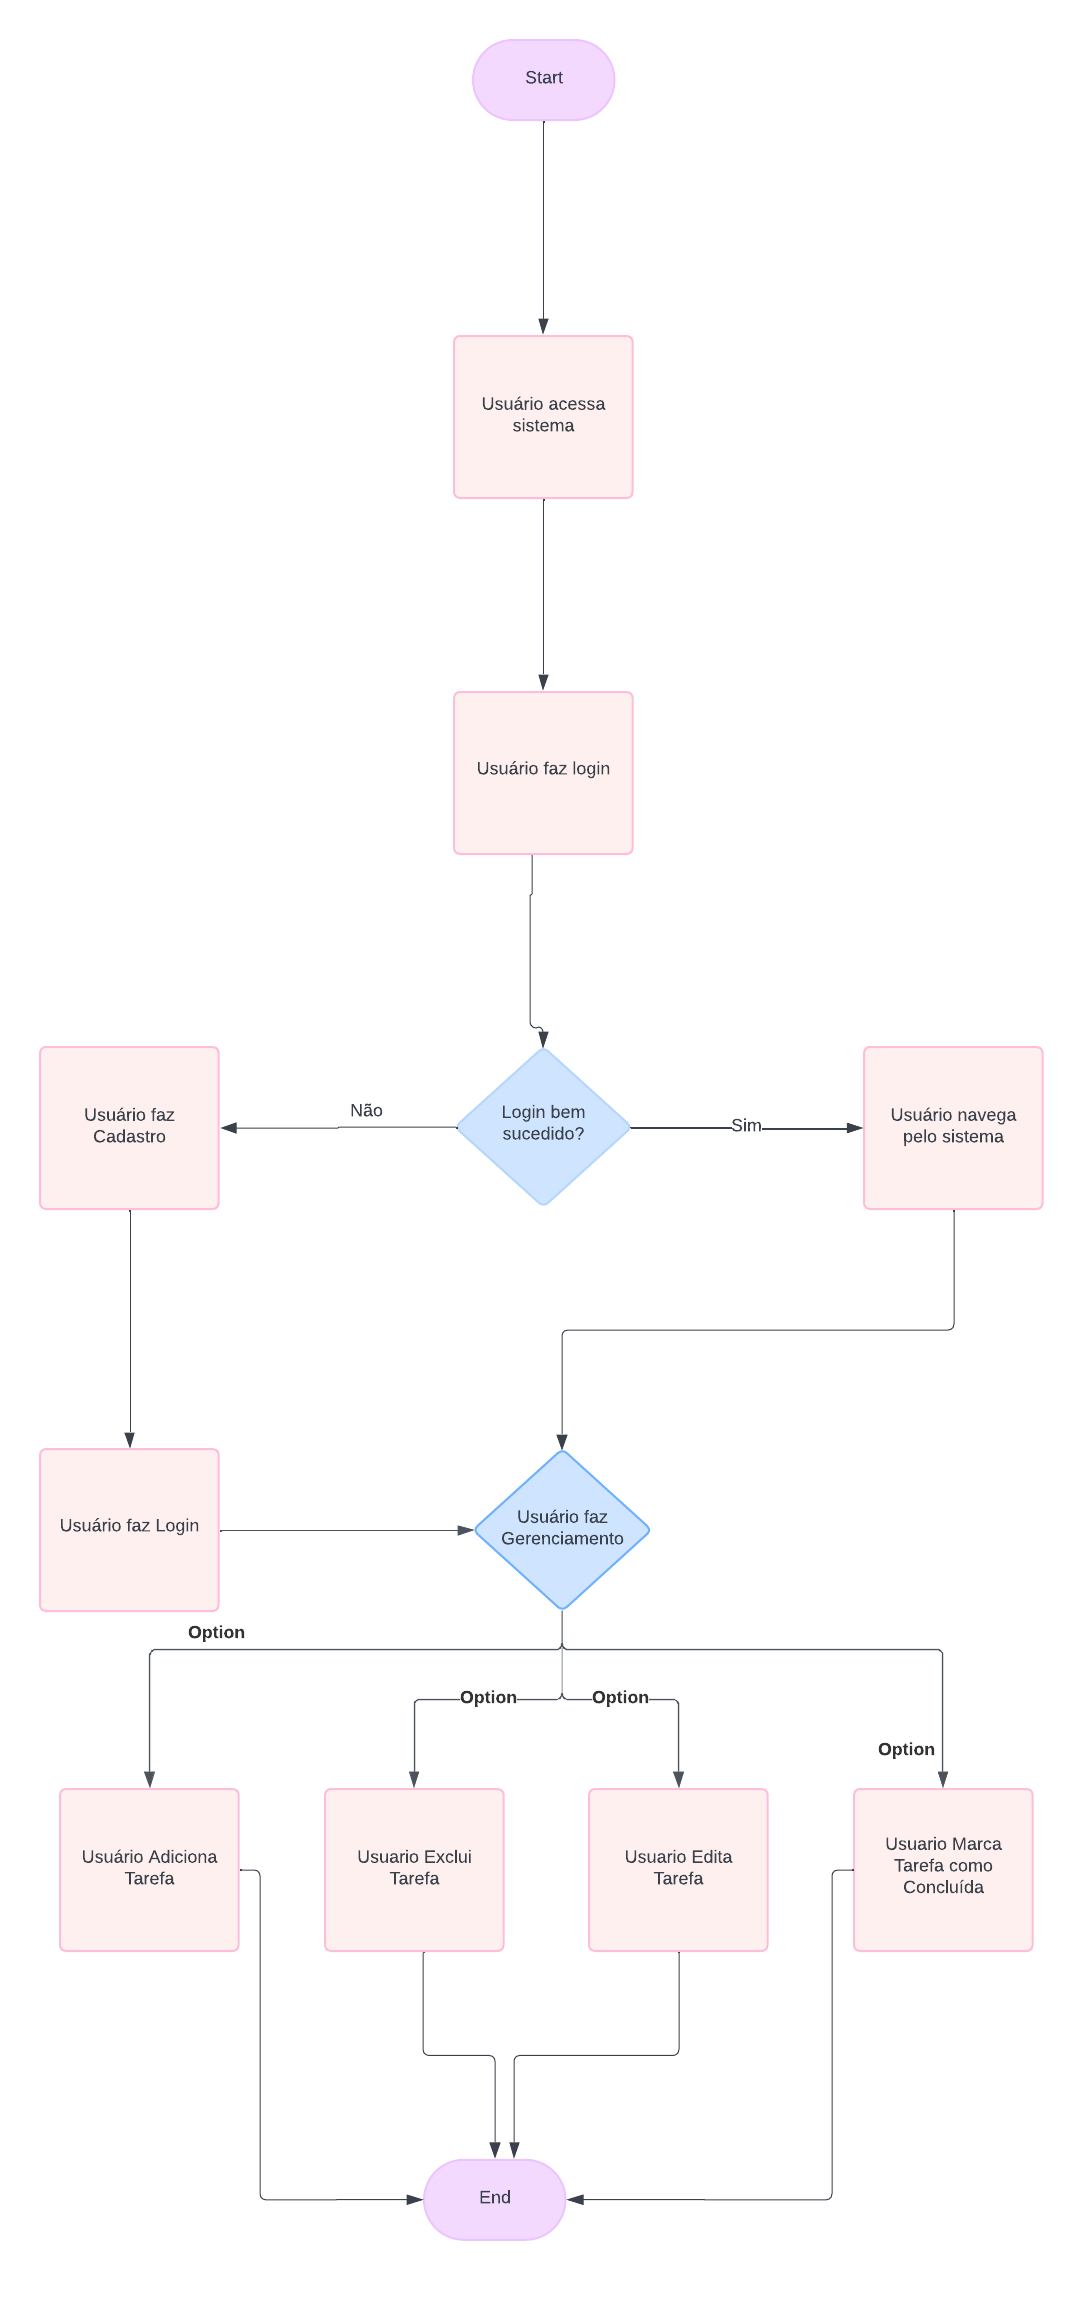 Start
Usuário acessa
sistema
Usuário faz login
Usuário faz
Cadastro
Não
Login bem
sucedido?
Sim
Usuário navega
pelo sistema
Usuário faz Login
Usuário faz
Gerenciamento
Option
Option
Option
Option
Usuário Adiciona
Tarefa
Usuario Exclui
Tarefa
Usuario Edita
Tarefa
Usuario Marca
Tarefa como
Concluída
End